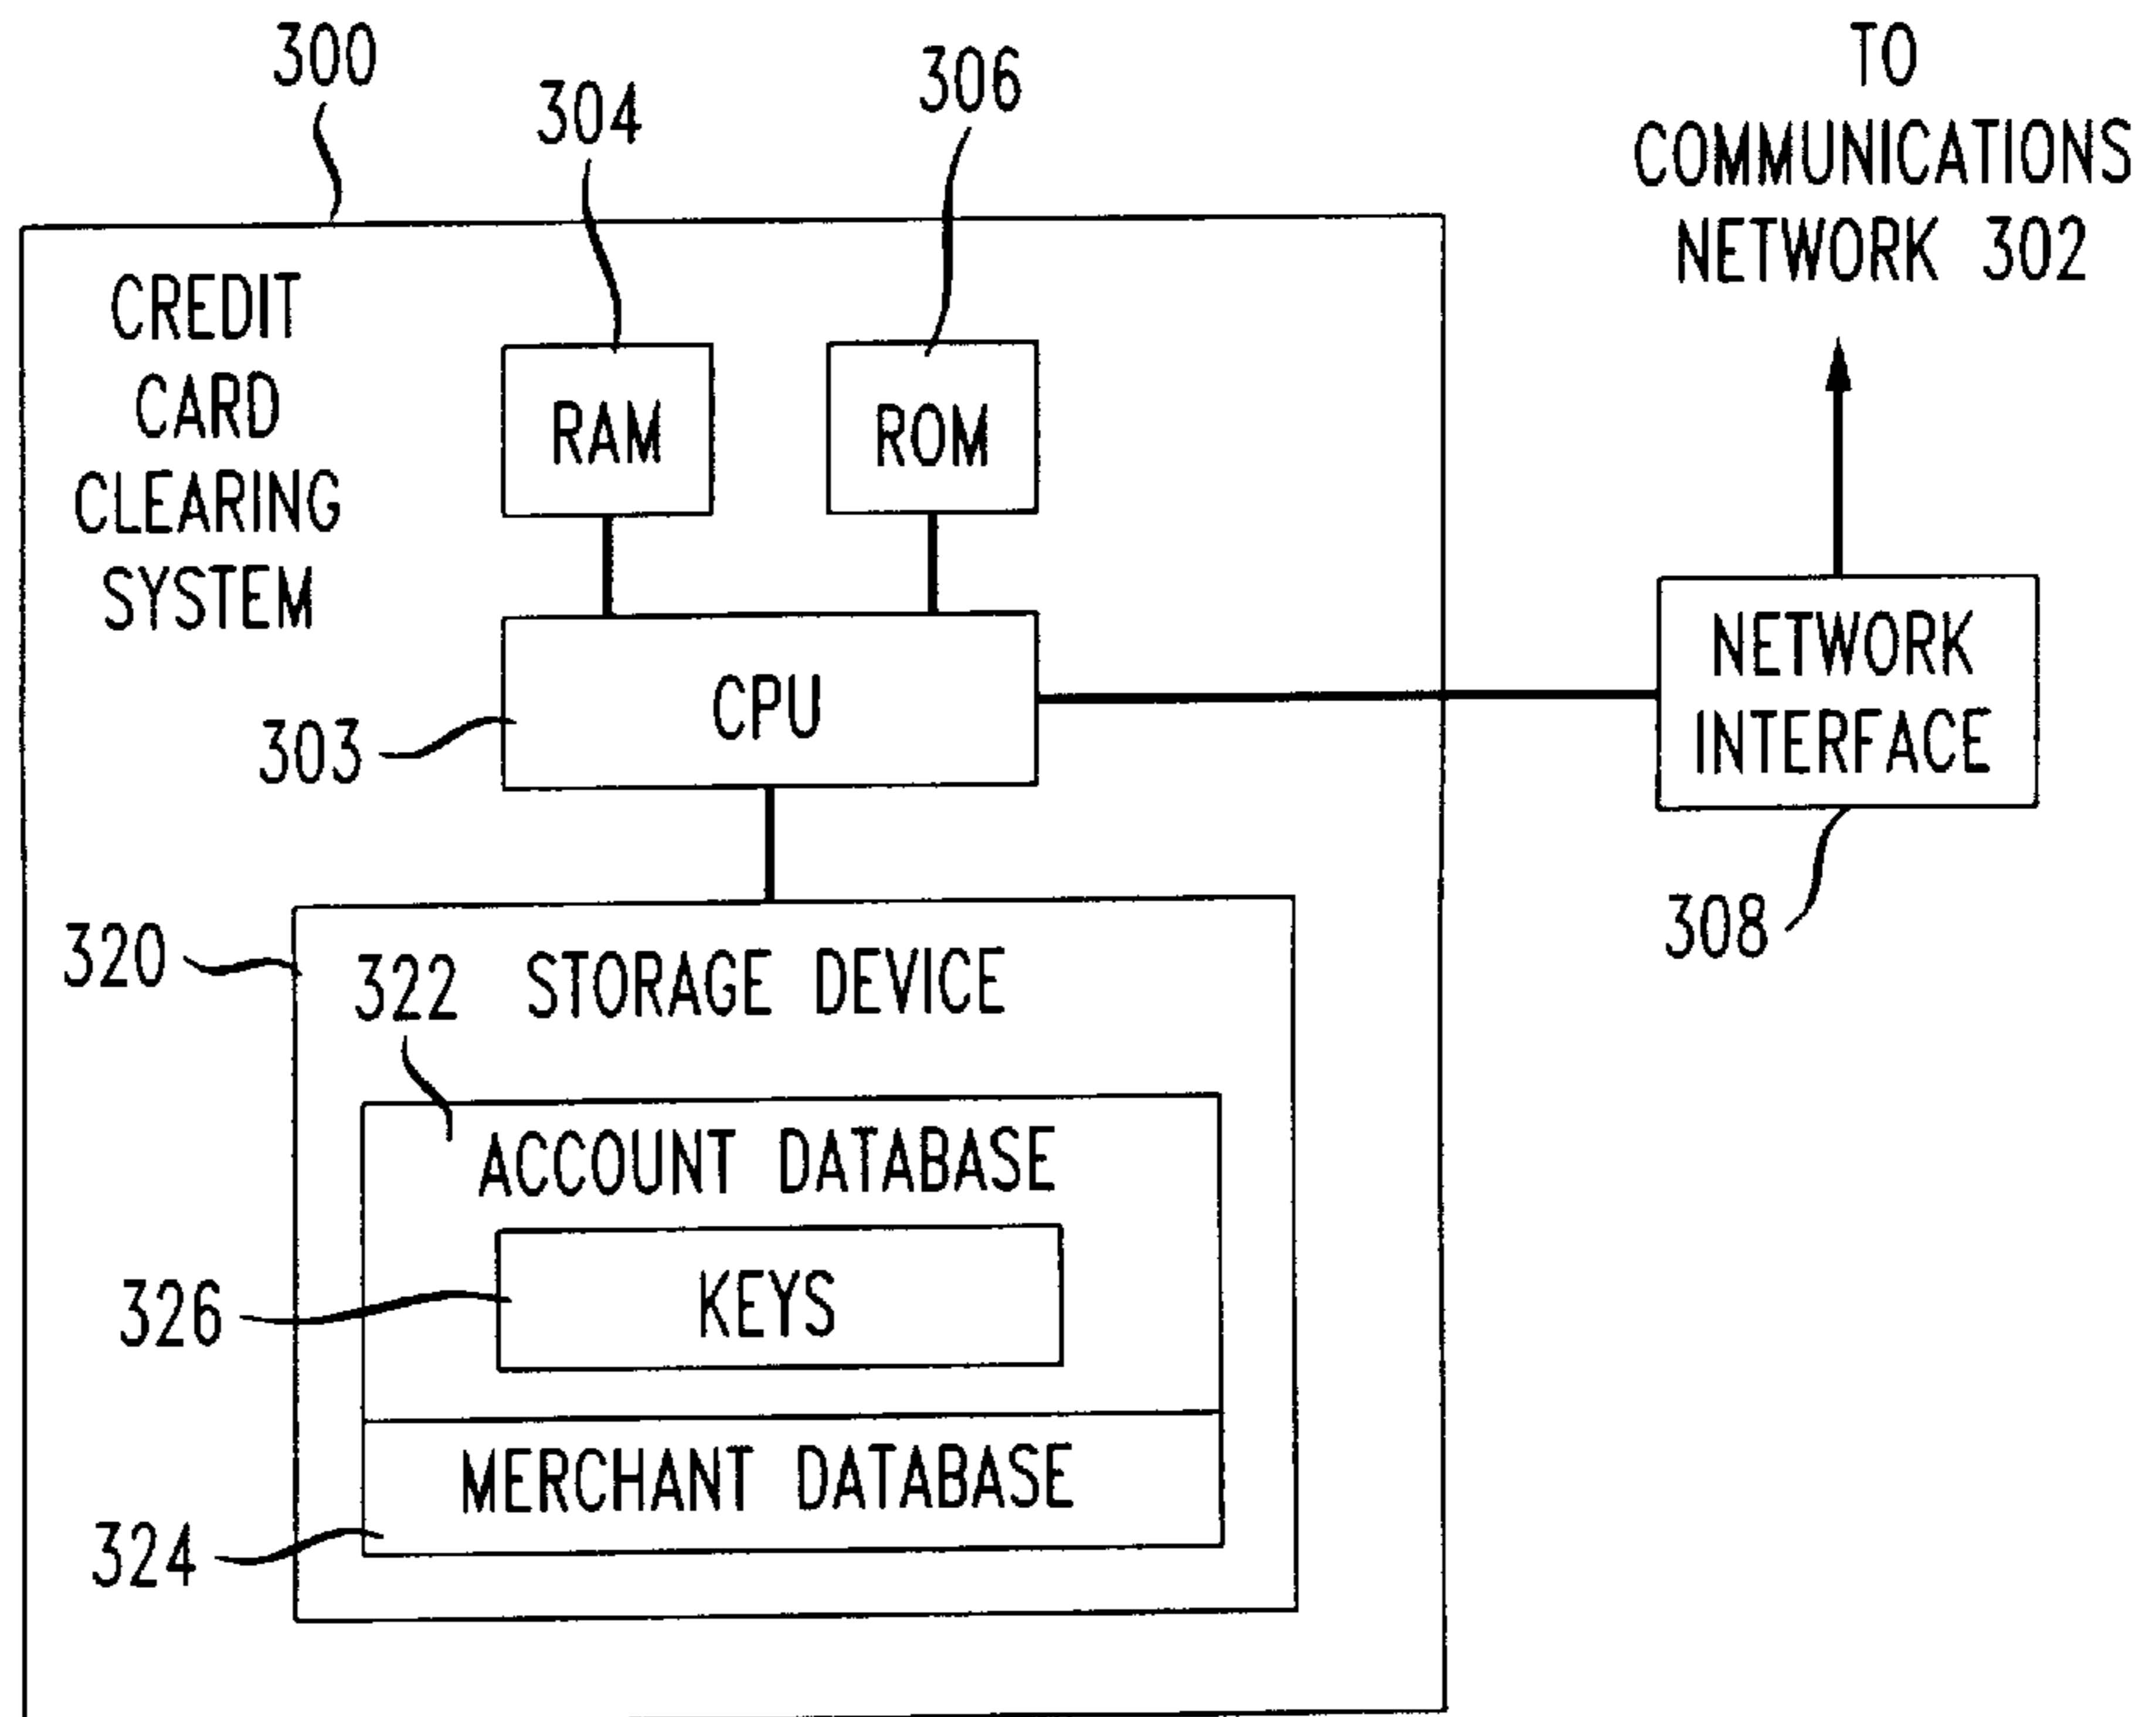 300
304
306
TO
COMMUNICATIONS
NETWORK 302
CREDIT
CARD
CLEARING
SYSTEM
RAM
ROM
CPU
303
NETWORK
INTERFACE
308
320
STORAGE DEVICE
322
ACCOUNT DATABASE
KEYS
326
MERCHANT DATABASE
324